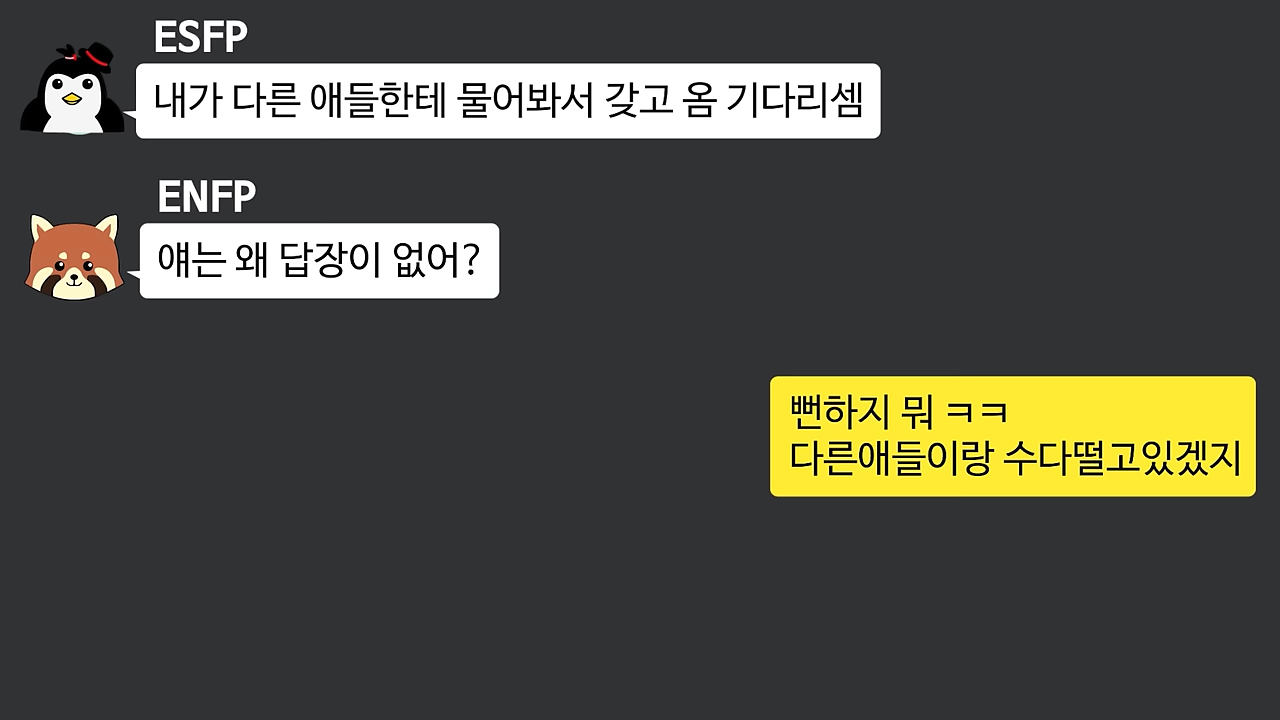 ESFP
내가 다른 애들한테 물어봐서 갖고 옴 기다리셈
ENFP
얘는 왜 답장이 없어?
뻔하지 뭐 ㅋㅋ
다른애들이랑 수다떨고있겠지